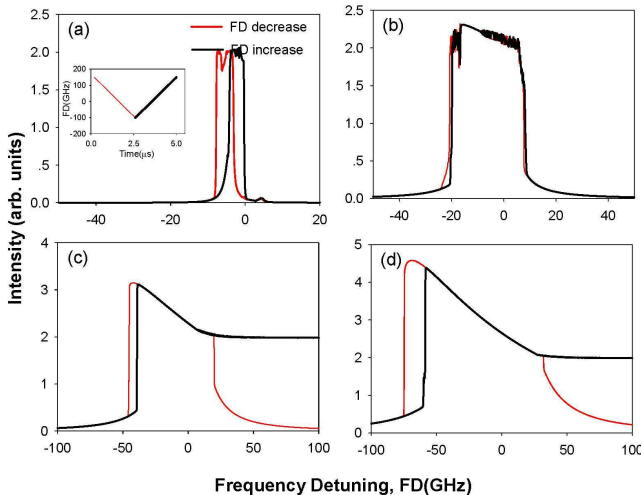 (a)
FD decrease
FD increase
2.5
2.0
1.5
1.0
.5
0.0
-40 -20 0 20
200
100
0
-100
-200
FD(GHz)
0.0 2.5 5.0
Time(μs)
(b)
2.5
2.0
1.5
1.0
.5
0.0
-40 -20 0 20 40
(c)
4
3
2
1
0
-100 -50 0 50 100
(d)
5
4
3
2
1
0
-100 -50 0 50 100
Intensity (arb. units)
Frequency Detuning, FD(GHz)